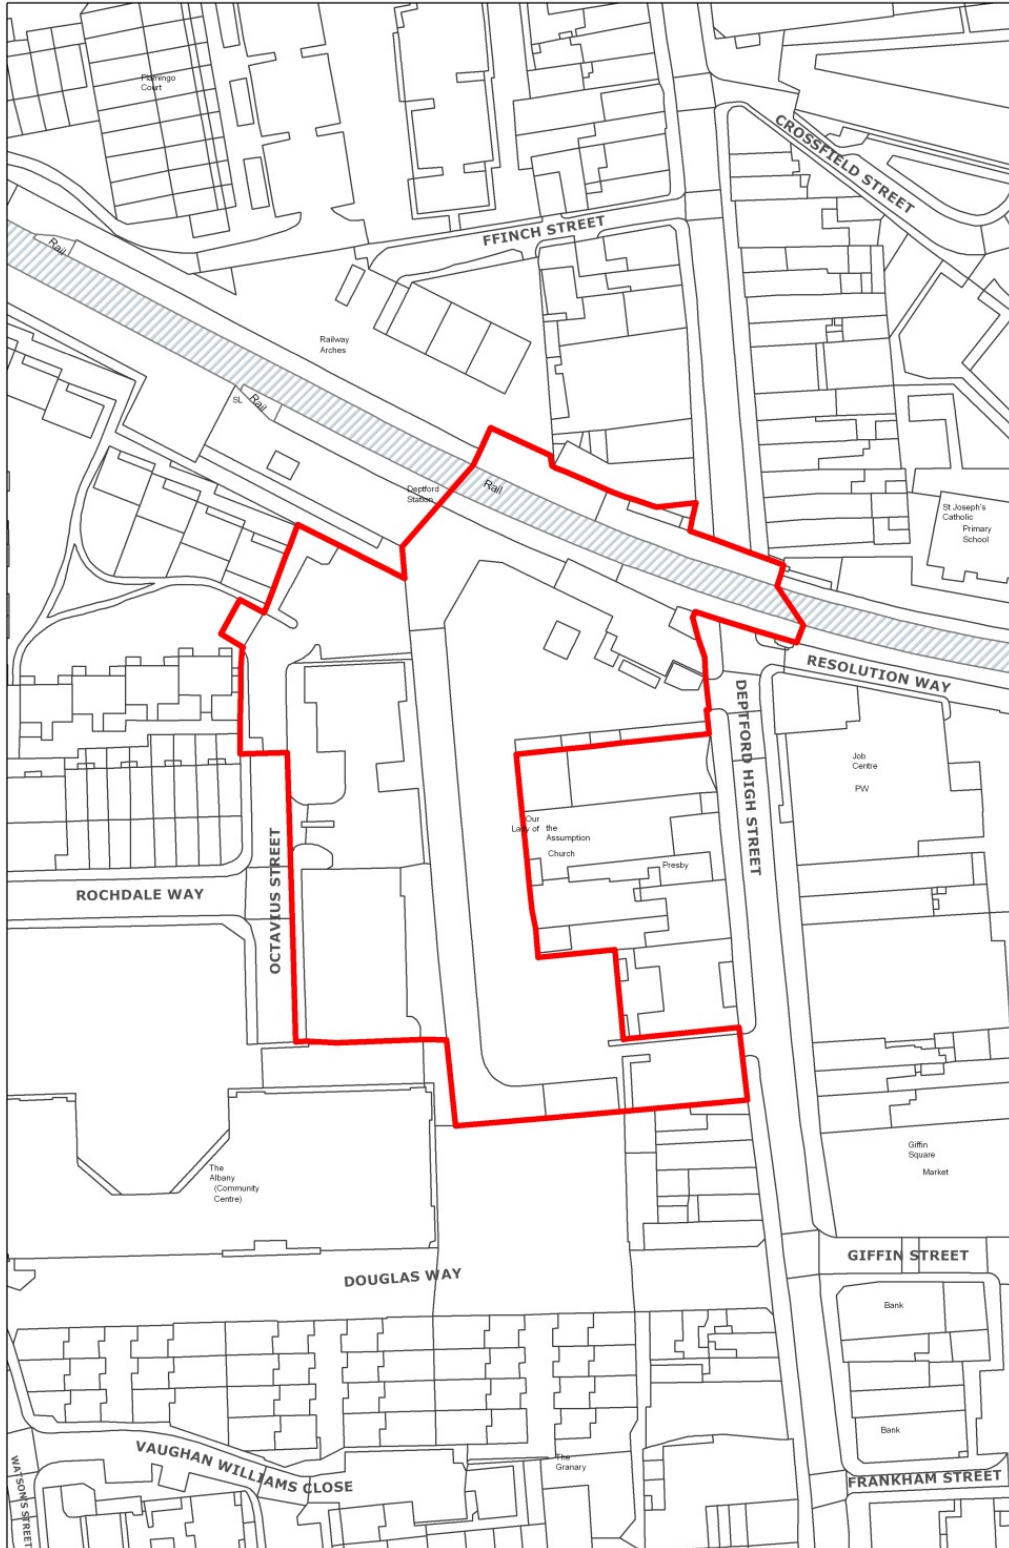 Flamingo
Court
CROSSFIELD STREET
FFINCH STREET
Rail
Railway
Arches
SL
Rail
Deptford
Station
Rail
St Joseph's
Catholic
Primary
School
RESOLUTION WAY
DEPTFORD HIGH STREET
Job
Centre
PW
Our
Lady of the
Assumption
Church
Presby
ROCHDALE WAY
OCTAVIUS STREET
The
Albany
(Community
Centre)
Giffin
Square
Market
GIFFIN STREET
DOUGLAS WAY
Bank
Bank
VAUGHAN WILLIAMS CLOSE
The
Granary
WATSON'S STREET
FRANKHAM STREET